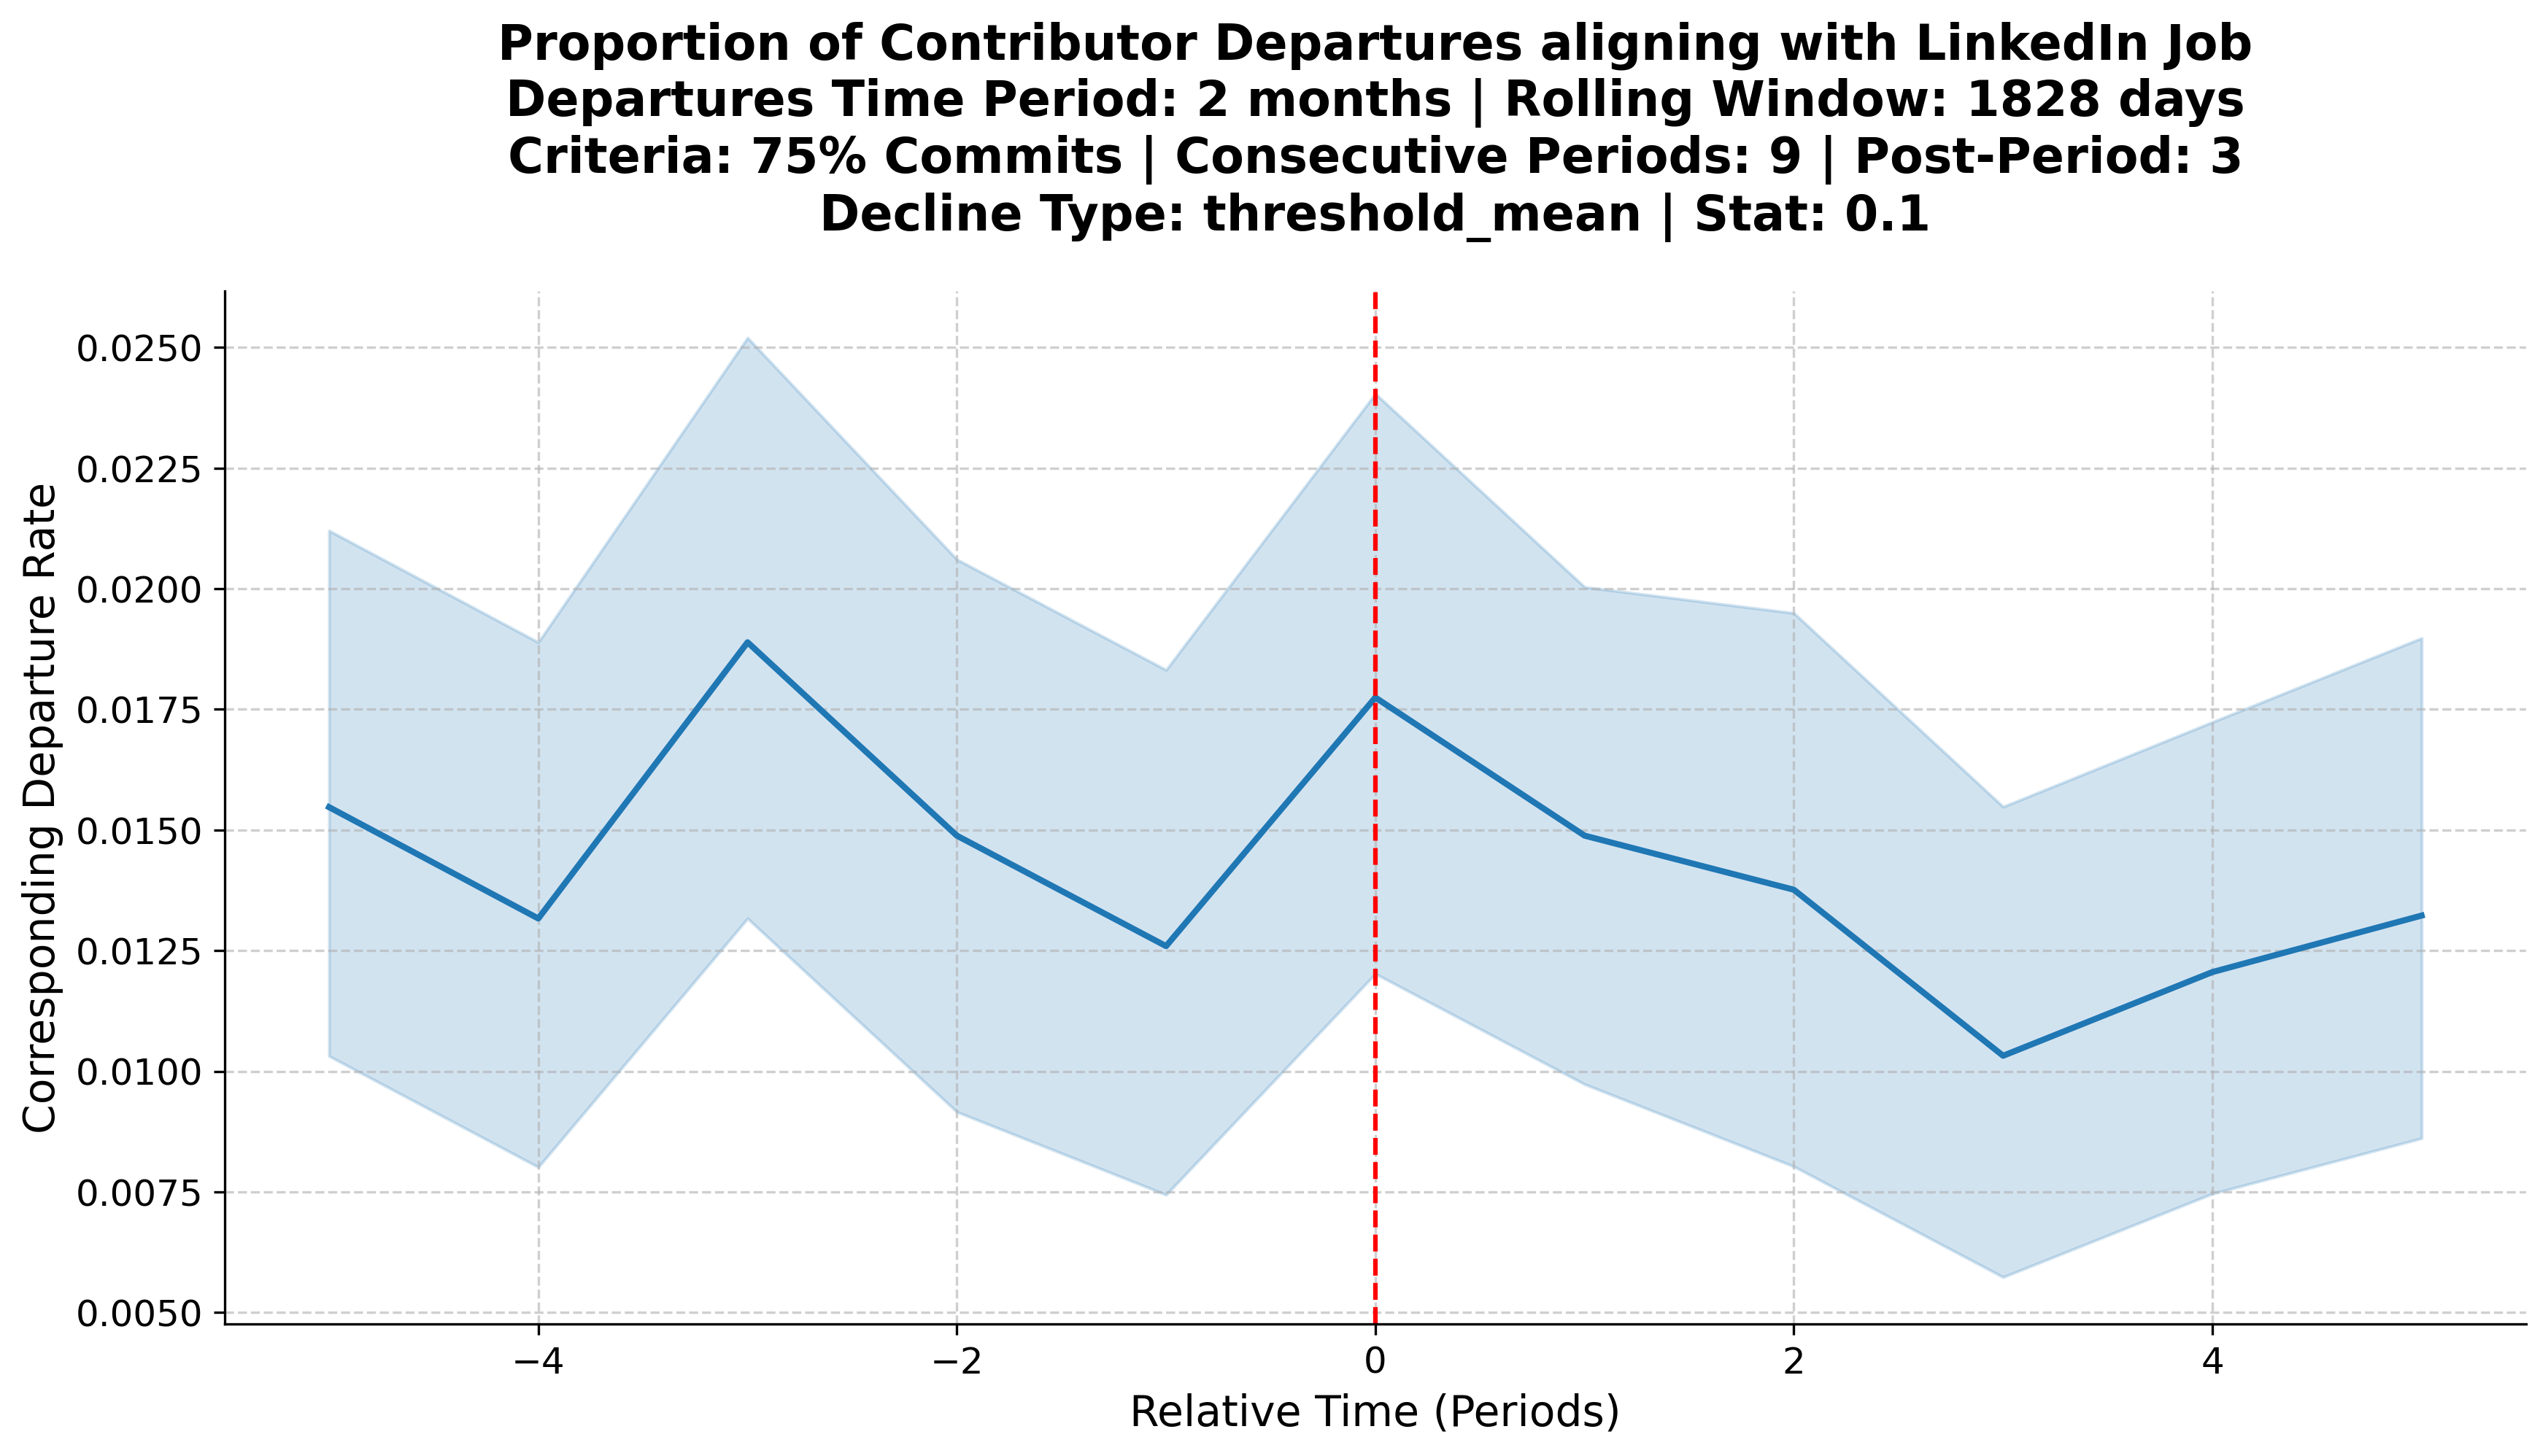 Proportion of Contributor Departures aligning with LinkedIn Job
Departures Time Period: 2 months | Rolling Window: 1828 days
Criteria: 75% Commits | Consecutive Periods: 9 | Post-Period: 3
Decline Type: threshold_mean | Stat: 0.1
Corresponding Departure Rate
0.0250
0.0225
0.0200
0.0175
0.0150
0.0125
0.0100
0.0075
0.0050
−4 −2 0 2 4
Relative Time (Periods)